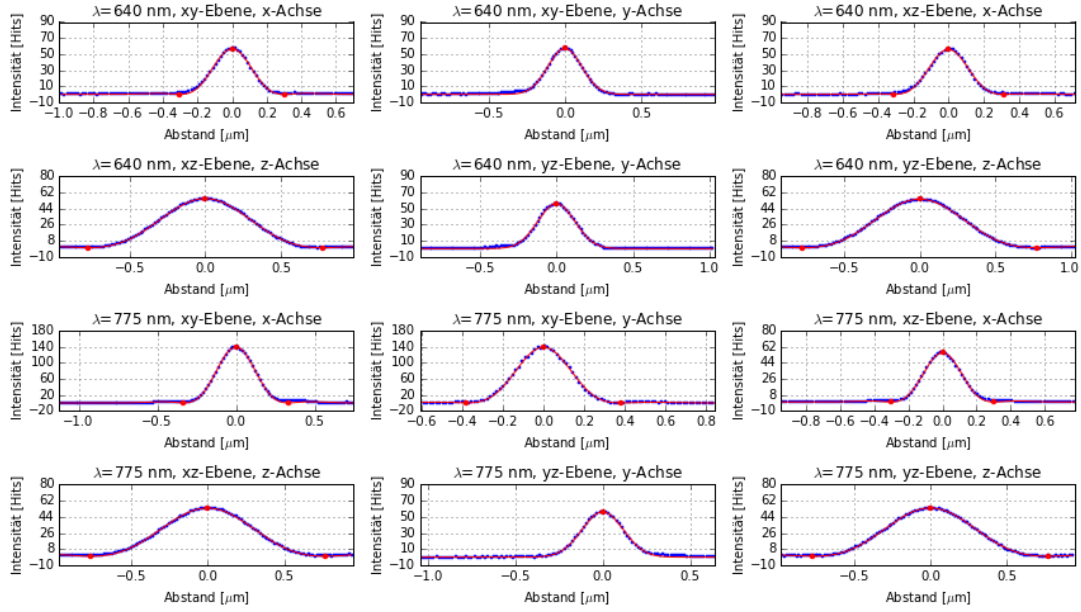 λ=640 nm, xy-Ebene, x-Achse
Intensität [Hits]
90
70
50
30
10
−10
−1.0 −0.8 −0.6 −0.4 −0.2 0.0 0.2 0.4 0.6
Abstand [μm]
λ=640 nm, xy-Ebene, y-Achse
Intensität [Hits]
90
70
50
30
10
−10
−0.5 0.0 0.5
Abstand [μm]
λ=640 nm, xz-Ebene, x-Achse
Intensität [Hits]
90
70
50
30
10
−10
−0.8 −0.6 −0.4 −0.2 0.0 0.2 0.4 0.6
Abstand [μm]
λ=640 nm, xz-Ebene, z-Achse
Intensität [Hits]
80
62
44
26
8
−10
−0.5 0.0 0.5
Abstand [μm]
λ=640 nm, yz-Ebene, y-Achse
Intensität [Hits]
90
70
50
30
10
−10
−0.5 0.0 0.5 1.0
Abstand [μm]
λ=640 nm, yz-Ebene, z-Achse
Intensität [Hits]
80
62
44
26
8
−10
−0.5 0.0 0.5 1.0
Abstand [μm]
λ=775 nm, xy-Ebene, x-Achse
Intensität [Hits]
180
140
100
60
20
−20
−1.0 −0.5 0.0 0.5
Abstand [μm]
λ=775 nm, xy-Ebene, y-Achse
Intensität [Hits]
180
140
100
60
20
−20
−0.6 −0.4 −0.2 0.0 0.2 0.4 0.6 0.8
Abstand [μm]
λ=775 nm, xz-Ebene, x-Achse
Intensität [Hits]
80
62
44
26
8
−10
−0.8 −0.6 −0.4 −0.2 0.0 0.2 0.4 0.6
Abstand [μm]
λ=775 nm, xz-Ebene, z-Achse
Intensität [Hits]
80
62
44
26
8
−10
−0.5 0.0 0.5
Abstand [μm]
λ=775 nm, yz-Ebene, y-Achse
Intensität [Hits]
90
70
50
30
10
−10
−1.0 −0.5 0.0 0.5
Abstand [μm]
λ=775 nm, yz-Ebene, z-Achse
Intensität [Hits]
80
62
44
26
8
−10
−0.5 0.0 0.5
Abstand [μm]